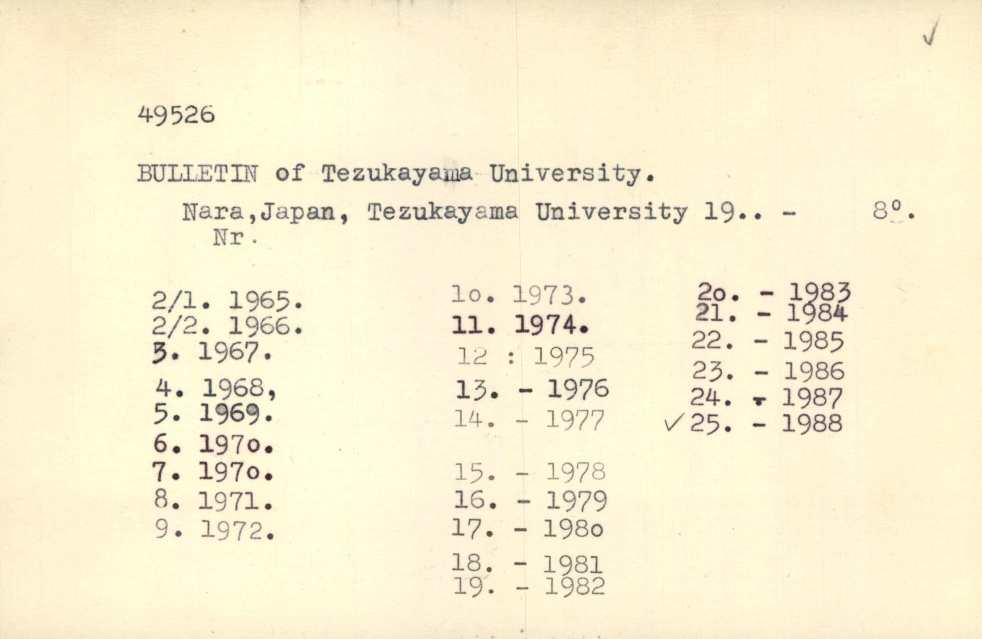 49526
BULLETIN of Tezukayama University.
Nara,Japan, Tezukayama University 19.. - 8º.
Nr.
2/1. 1965.
2/2. 1966.
3. 1967.
4. 1968,
5. 1969.
6. 197o.
7. 197o.
8. 1971.
9. 1972.
1o. 1973.
11. 1974.
12 : 1975
13. - 1976
14. - 1977
15. - 1978
16. - 1979
17. - 198o
18. - 1981
19. - 1982
2o. - 1983
21. - 1984
22. - 1985
23. - 1986
24. - 1987
✓ 25. - 1988